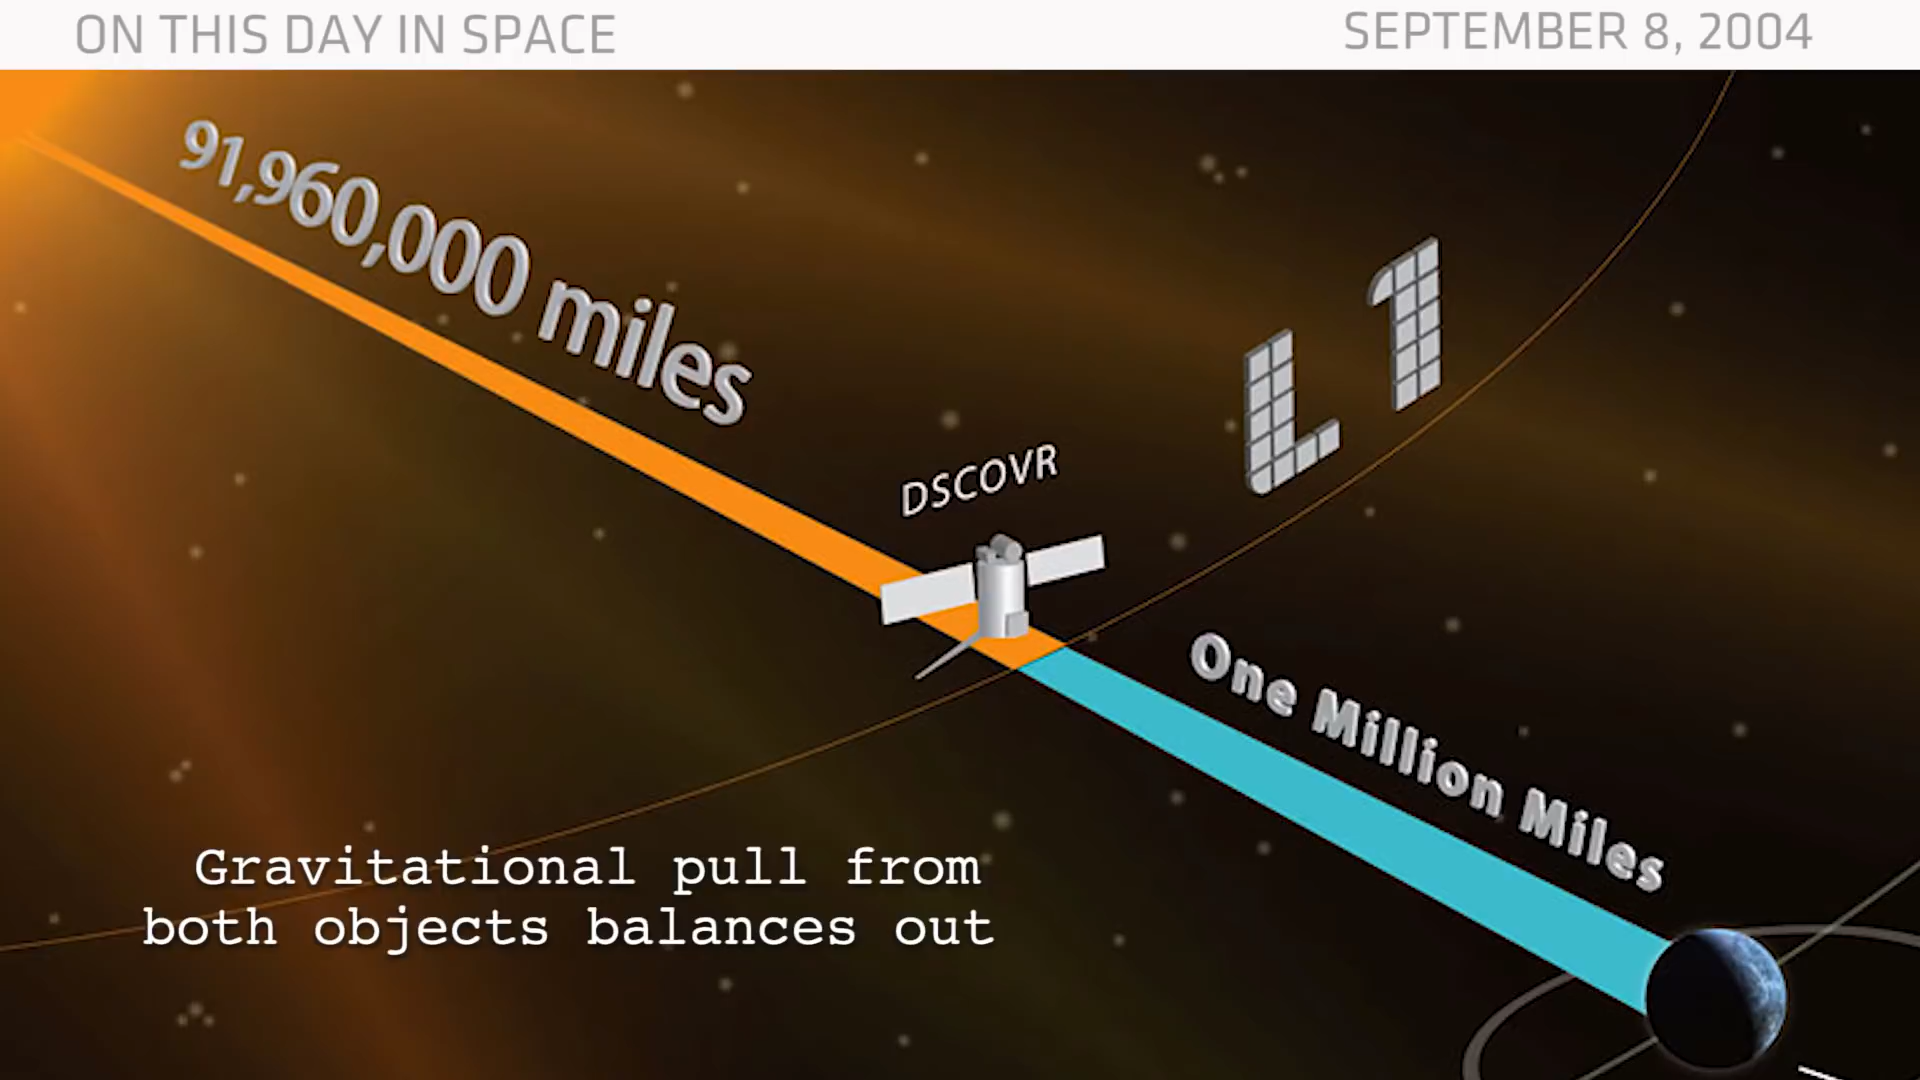 ON THIS DAY IN SPACE
SEPTEMBER 8, 2004
91,960,000 miles
L1
DSCOVR
One Million Miles
Gravitational pull from
both objects balances out